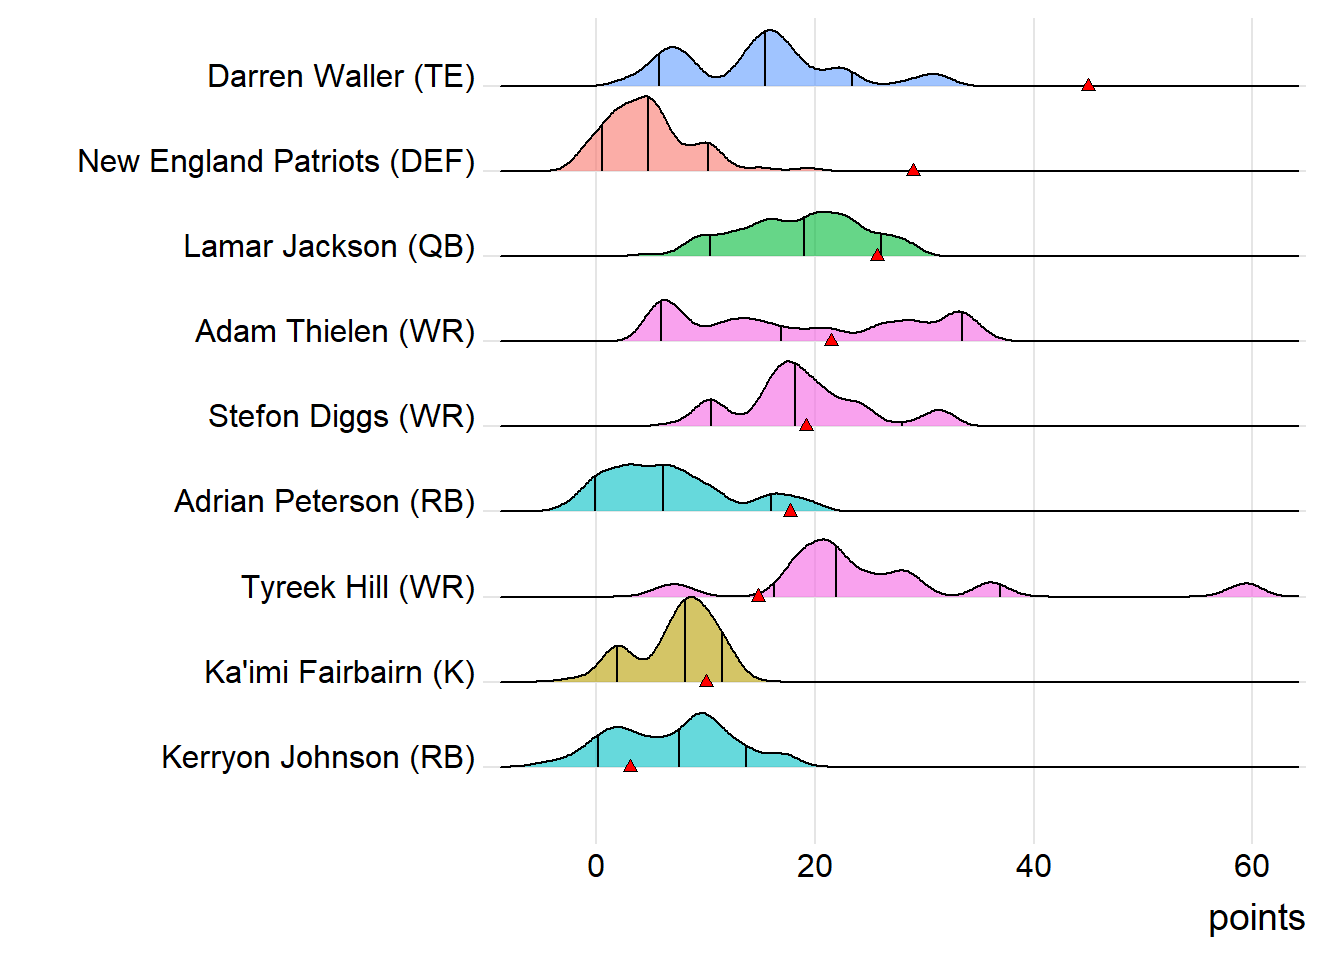 Darren Waller (TE)
New England Patriots (DEF)
Lamar Jackson (QB)
Adam Thielen (WR)
Stefon Diggs (WR)
Adrian Peterson (RB)
Tyreek Hill (WR)
Ka'imi Fairbairn (K)
Kerryon Johnson (RB)
0 20 40 60
points